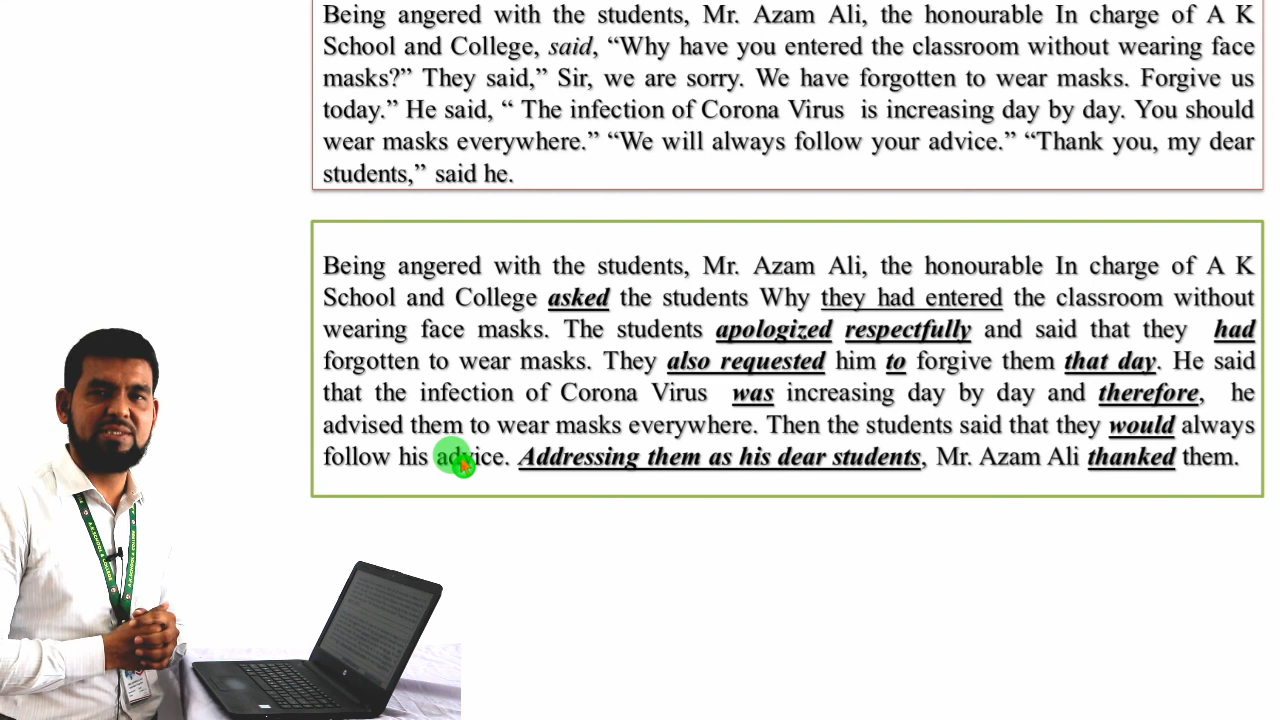 Being angered with the students, Mr. Azam Ali, the honourable In charge of A K
School and College, said, “Why have you entered the classroom without wearing face
masks?” They said,” Sir, we are sorry. We have forgotten to wear masks. Forgive us
today.” He said, “ The infection of Corona Virus is increasing day by day. You should
wear masks everywhere.” “We will always follow your advice.” “Thank you, my dear
students,” said he.
Being angered with the students, Mr. Azam Ali, the honourable In charge of A K
School and College asked the students Why they had entered the classroom without
wearing face masks. The students apologized respectfully and said that they had
forgotten to wear masks. They also requested him to forgive them that day. He said
that the infection of Corona Virus was increasing day by day and therefore, he
advised them to wear masks everywhere. Then the students said that they would always
follow his advice. Addressing them as his dear students, Mr. Azam Ali thanked them.
A.K.SCHOOL & COLLEGE
A.K.SCHOOL & COLLEGE